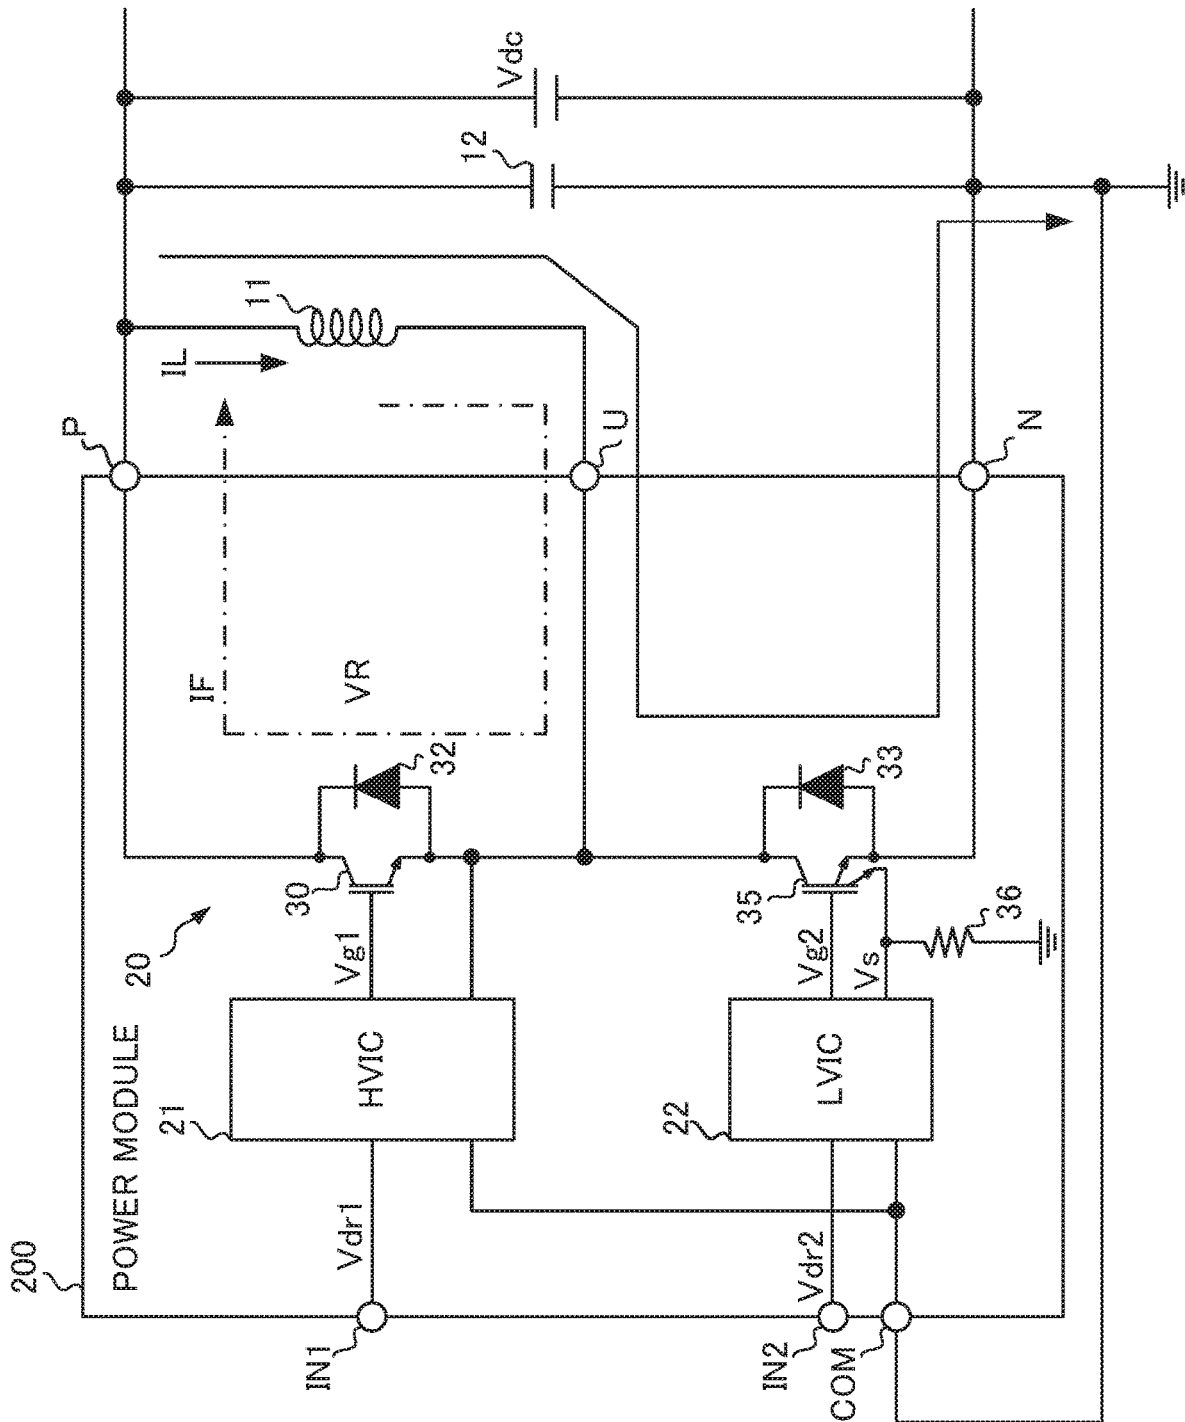 200
POWER MODULE
20
P
IL
11
12
Vdc
21
HVIC
Vdr1
IN1
Vg1
30
32
IF
VR
U
22
LVIC
Vdr2
IN2
COM
Vg2
Vs
35
33
36
N